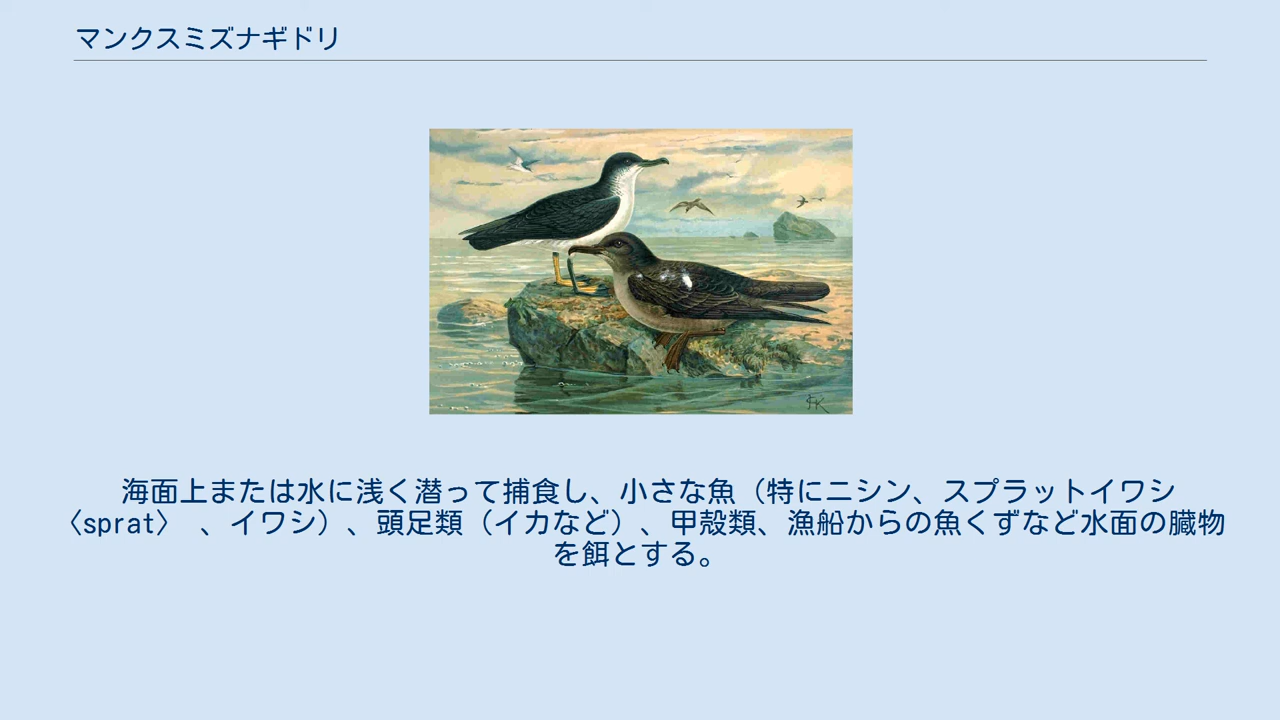 マンクスミズナギドリ
海面上または水に浅く潜って捕食し、小さな魚（特にニシン、スプラットイワシ
〈sprat〉 、イワシ）、頭足類（イカなど）、甲殻類、漁船からの魚くずなど水面の臓物
を餌とする。